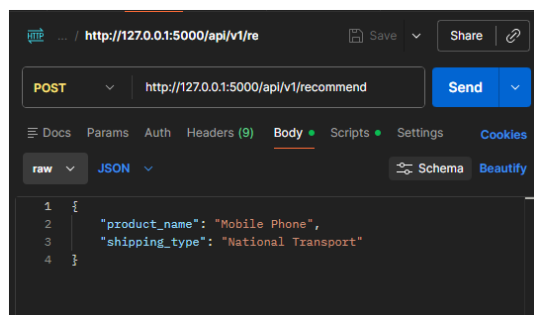 HTTP ... / http://127.0.0.1:5000/api/v1/re Save Share
POST http://127.0.0.1:5000/api/v1/recommend Send
Docs Params Auth Headers (9) Body Scripts Settings Cookies
raw JSON Schema Beautify
1 {
2 "product_name": "Mobile Phone",
3 "shipping_type": "National Transport"
4 }